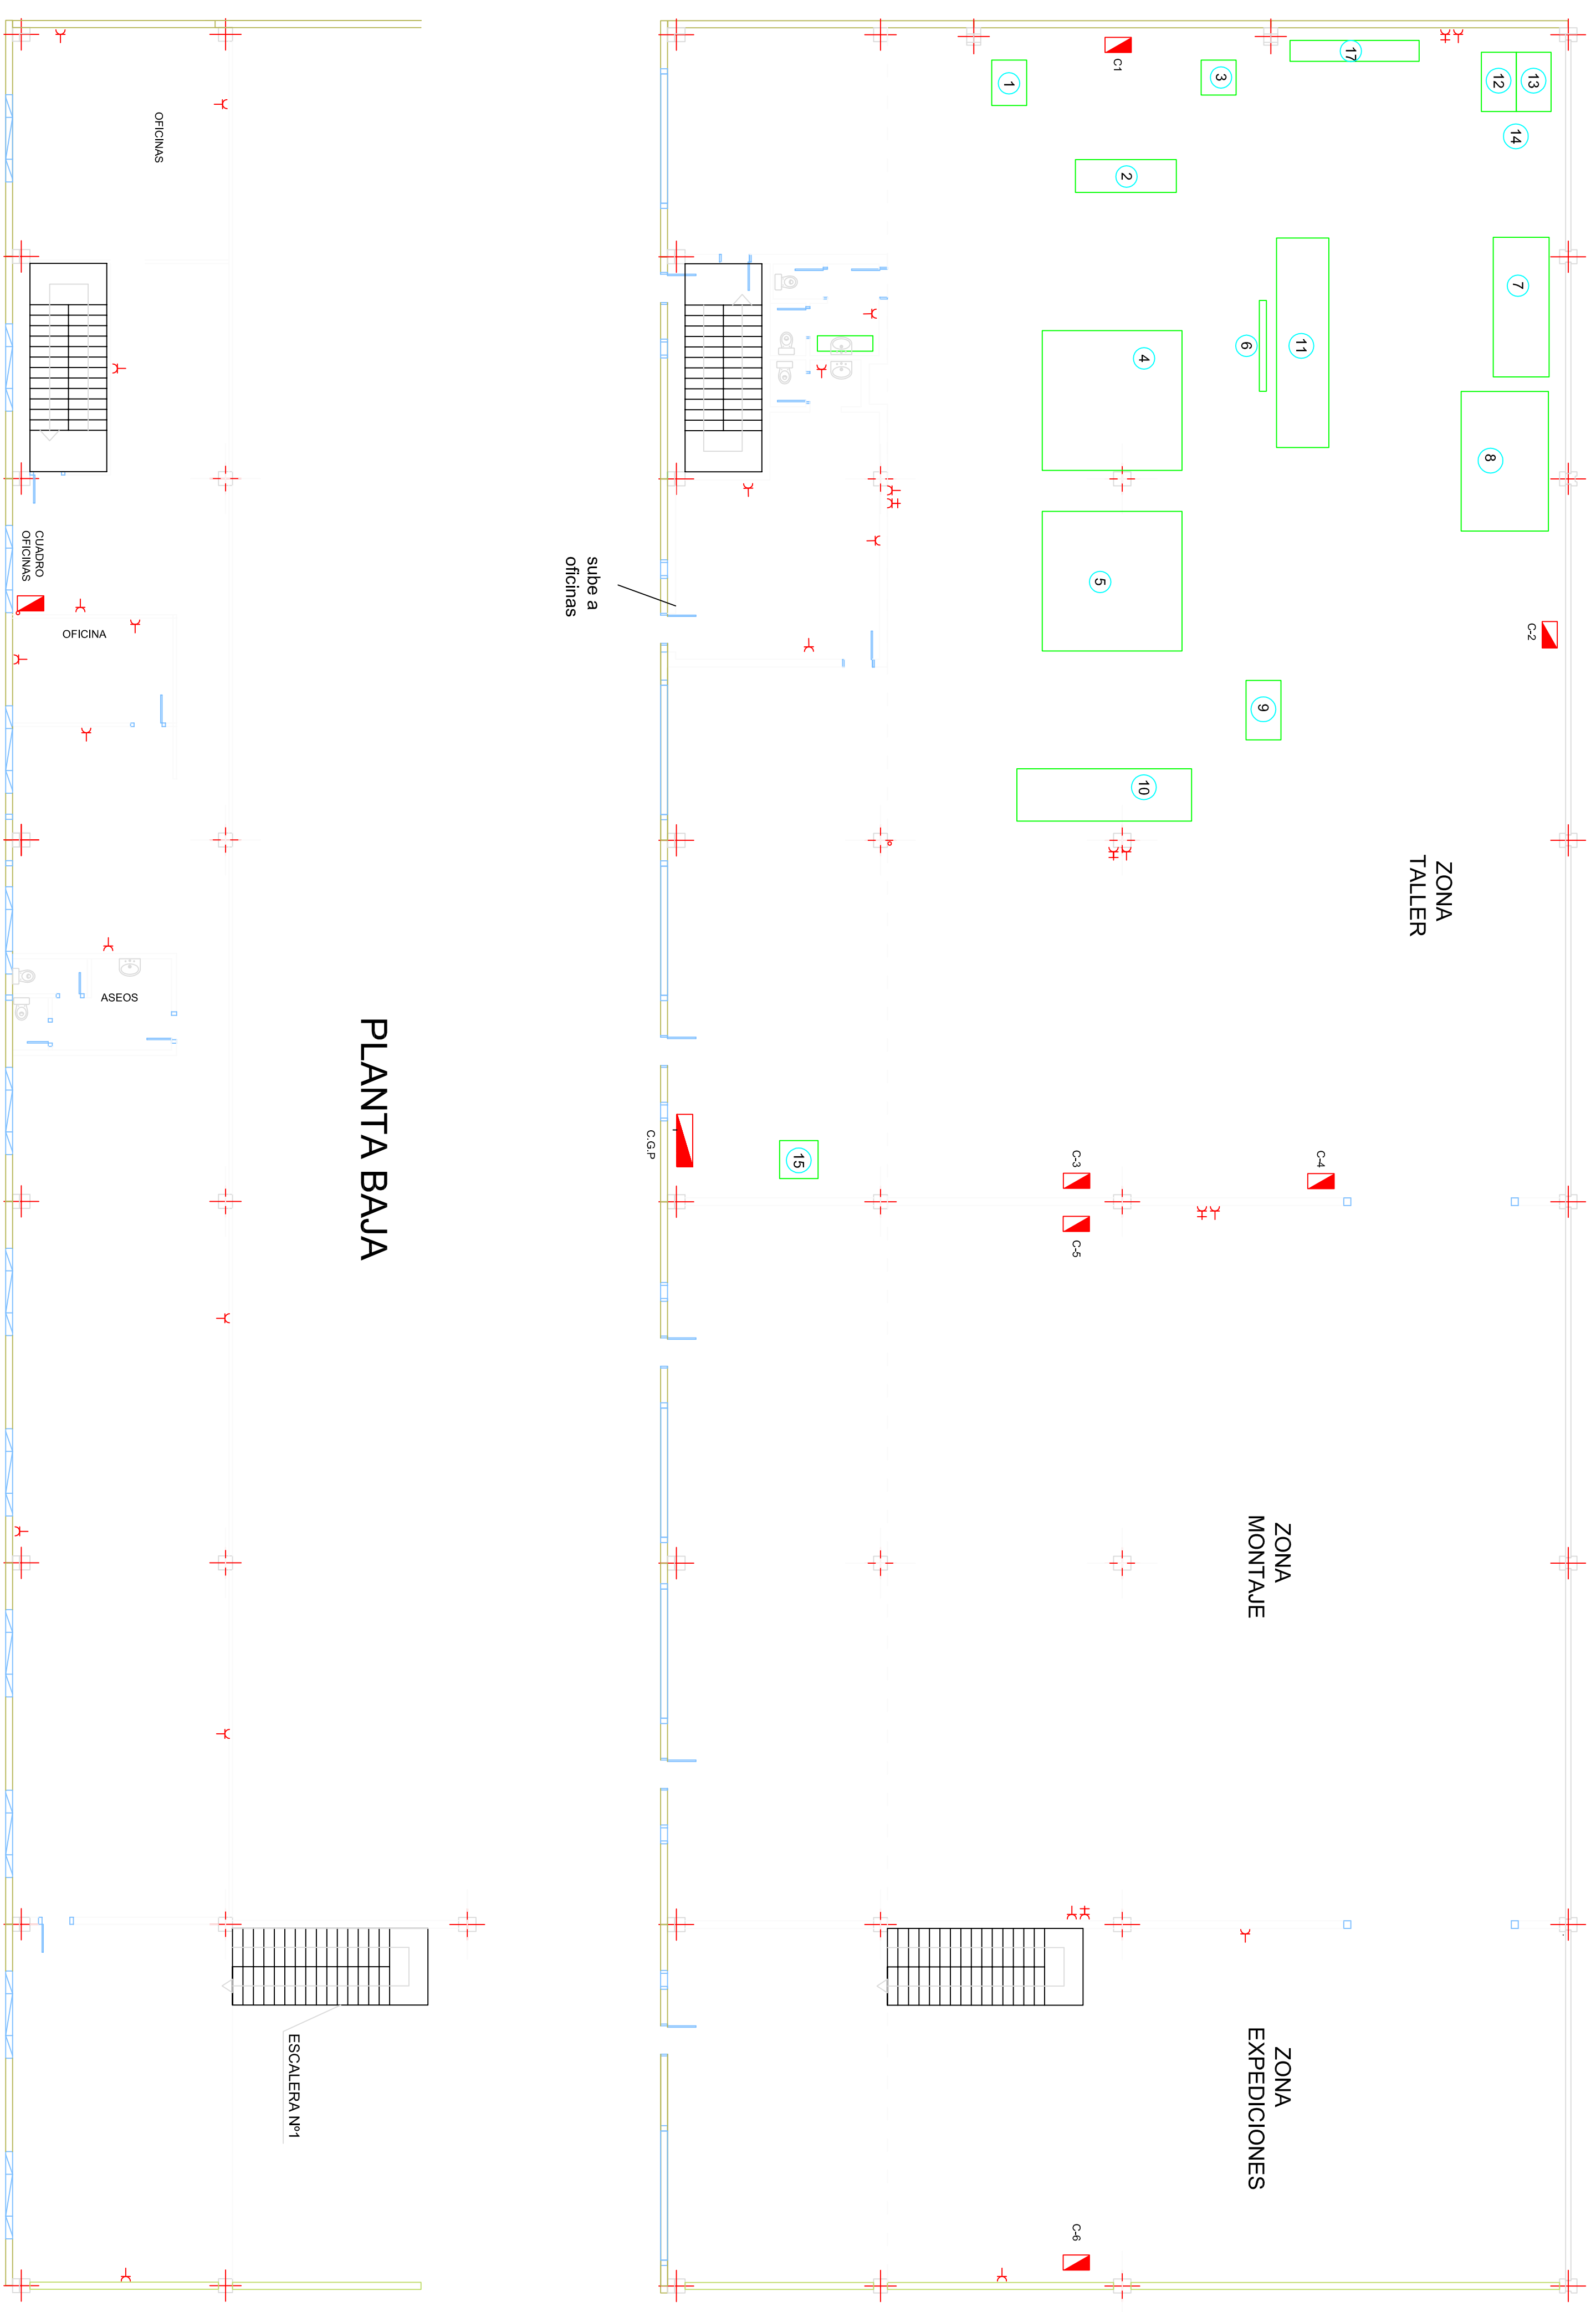 17
13
12
14
C1
3
1
2
7
11
6
4
8
5
C-2
9
10
sube a
oficinas
ZONA
TALLER
C.G.P
15
C-3
C-4
C-5
ZONA
MONTAJE
ZONA
EXPEDICIONES
C-6
PLANTA BAJA
OFICINAS
CUADRO
OFICINAS
OFICINA
ASEOS
ESCALERA Nº1